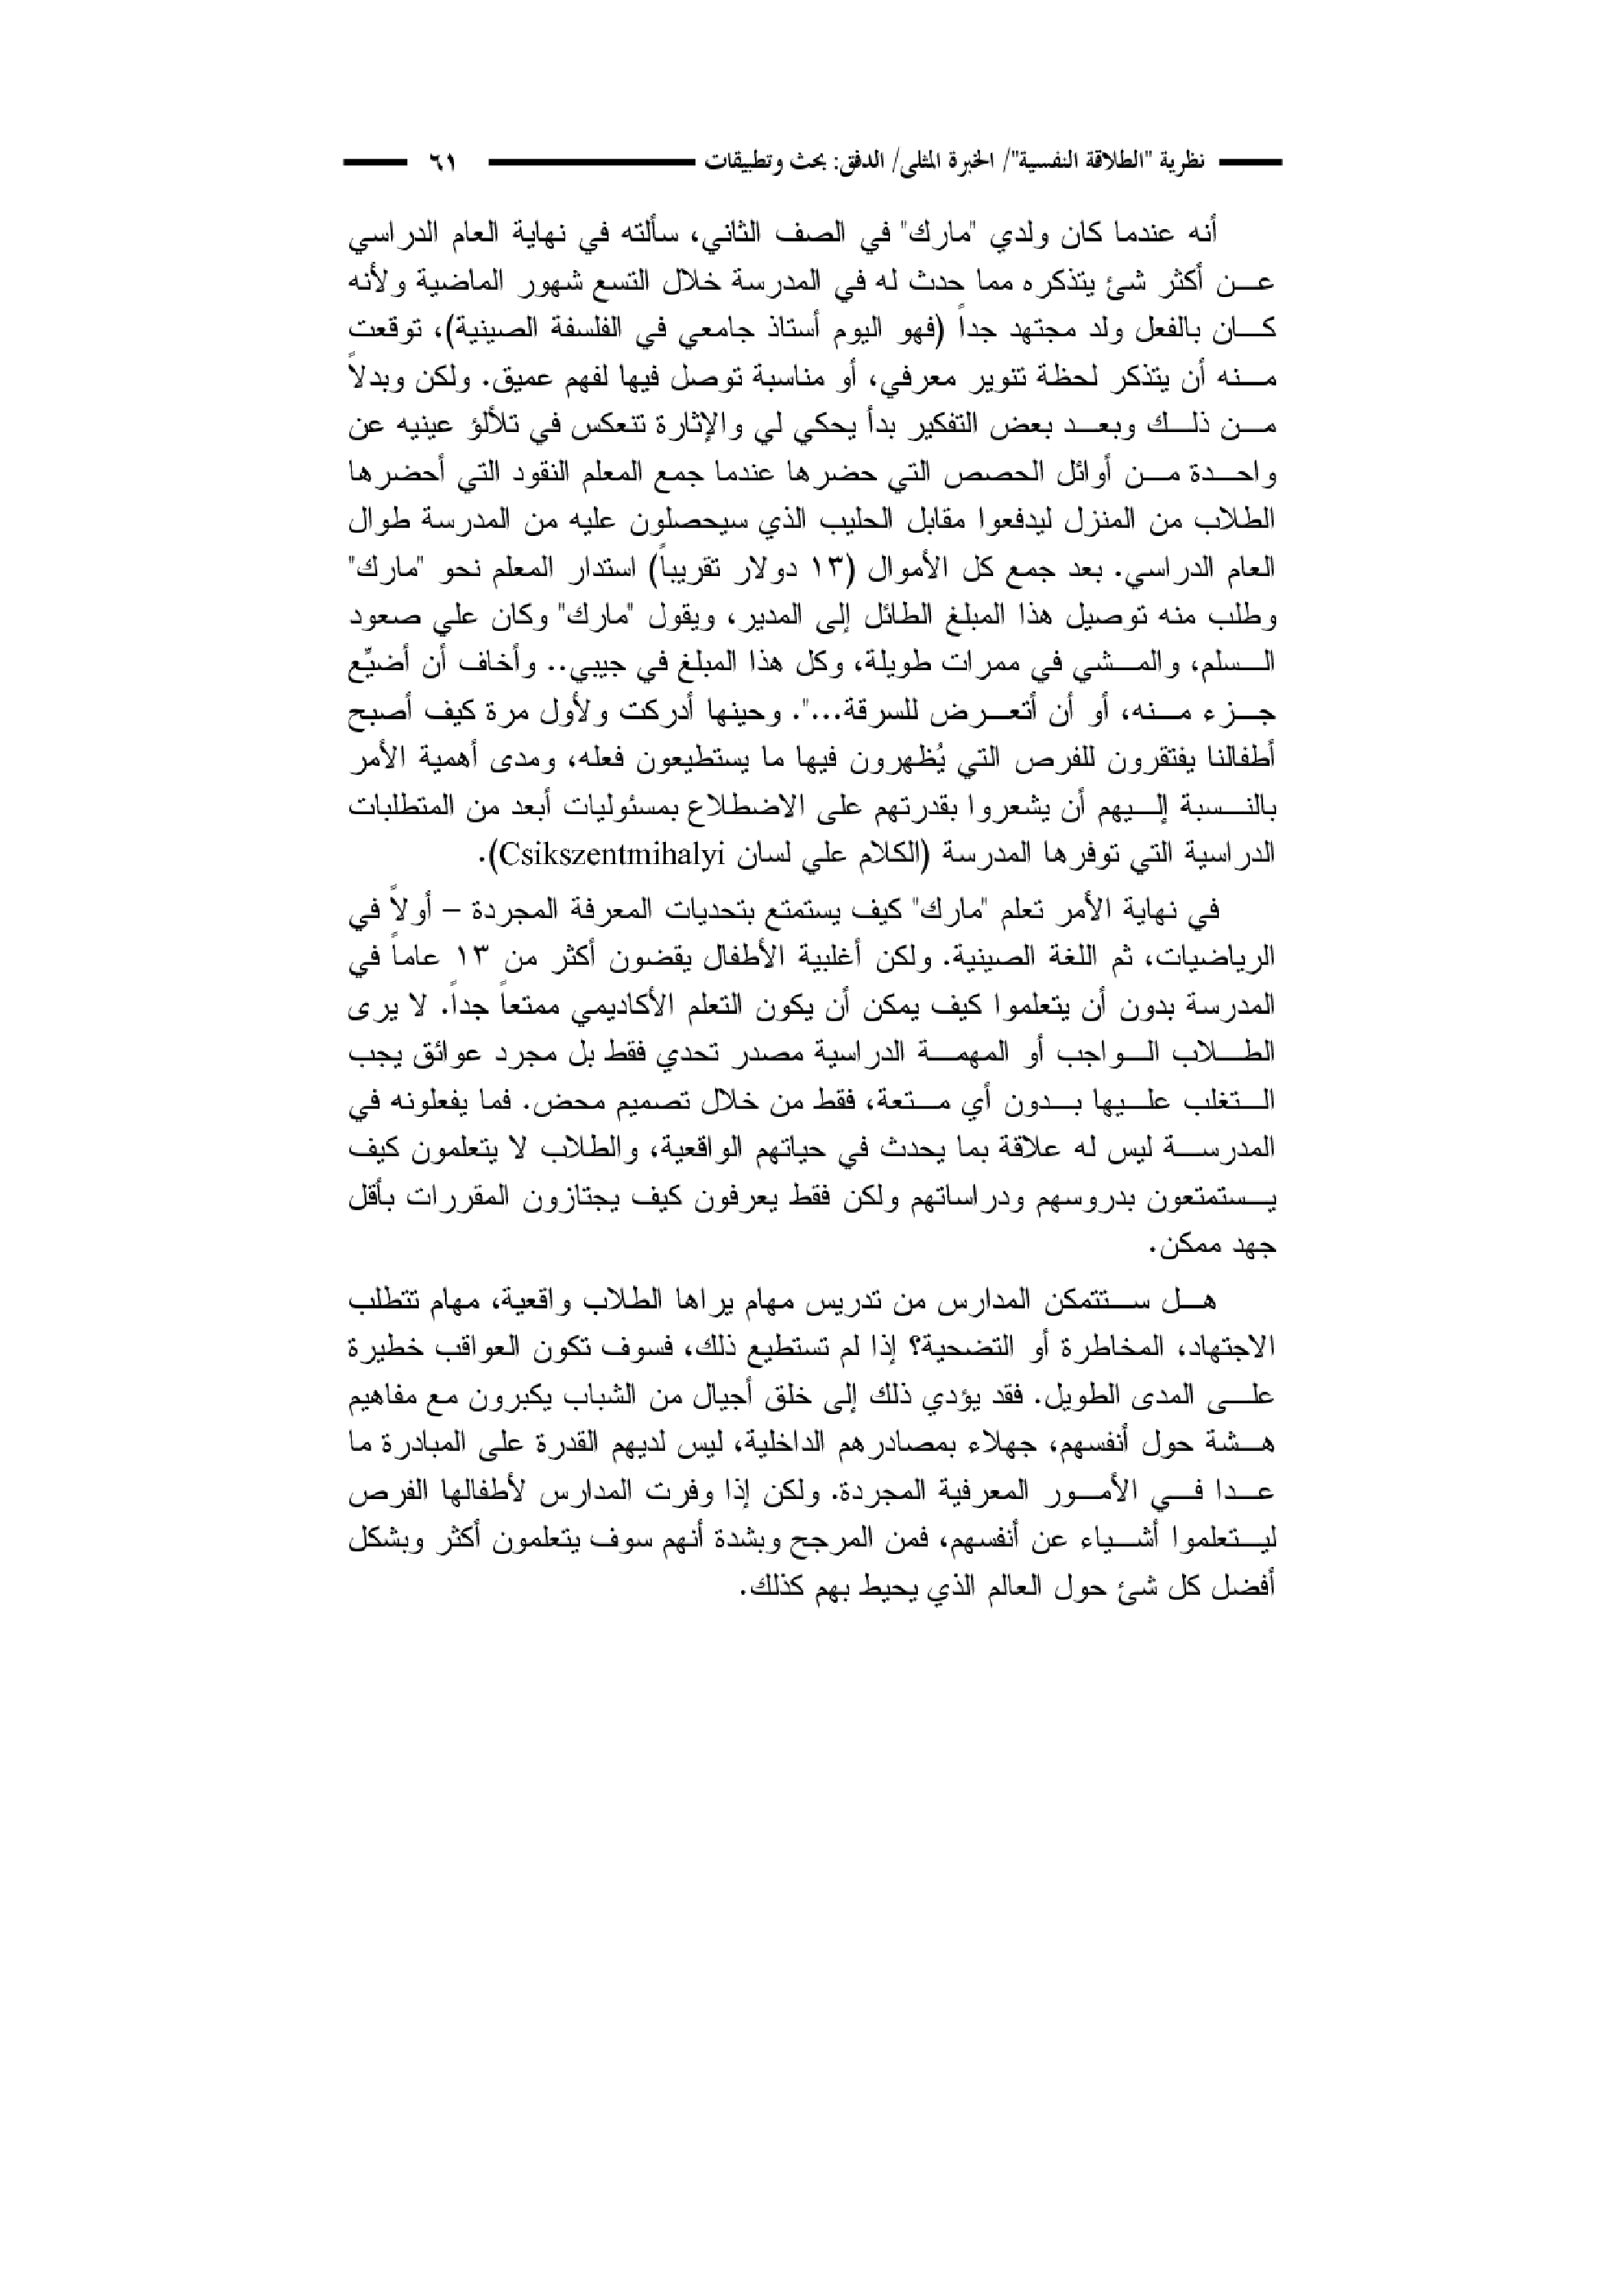 نظرية "الطلاقة النفسية"/ الخبرة المثلى/ الدفق: بحث وتطبيقات ٦١
أنه عندما كان ولدي "مارك" في الصف الثاني، سألته في نهاية العام الدراسي
عن أكثر شئ يتذكره مما حدث له في المدرسة خلال التسع شهور الماضية ولأنه
كان بالفعل ولد مجتهد جداً (فهو اليوم أستاذ جامعي في الفلسفة الصينية)، توقعت
منه أن يتذكر لحظة تنوير معرفي، أو مناسبة توصل فيها لفهم عميق. ولكن وبدلاً
من ذلك وبعد بعض التفكير بدأ يحكي لي والإثارة تنعكس في تلألؤ عينيه عن
واحدة من أوائل الحصص التي حضرها عندما جمع المعلم النقود التي أحضرها
الطلاب من المنزل ليدفعوا مقابل الحليب الذي سيحصلون عليه من المدرسة طوال
العام الدراسي. بعد جمع كل الأموال (١٣ دولار تقريباً) استدار المعلم نحو "مارك"
وطلب منه توصيل هذا المبلغ الطائل إلى المدير، ويقول "مارك" وكان علي صعود
السلم، والمشي في ممرات طويلة، وكل هذا المبلغ في جيبي.. وأخاف أن أضيِّع
جزء منه، أو أن أتعرض للسرقة...". وحينها أدركت ولأول مرة كيف أصبح
أطفالنا يفتقرون للفرص التي يُظهرون فيها ما يستطيعون فعله، ومدى أهمية الأمر
بالنسبة إليهم أن يشعروا بقدرتهم على الاضطلاع بمسئوليات أبعد من المتطلبات
الدراسية التي توفرها المدرسة (الكلام علي لسان Csikszentmihalyi).
في نهاية الأمر تعلم "مارك" كيف يستمتع بتحديات المعرفة المجردة – أولاً في
الرياضيات، ثم اللغة الصينية. ولكن أغلبية الأطفال يقضون أكثر من ١٣ عاماً في
المدرسة بدون أن يتعلموا كيف يمكن أن يكون التعلم الأكاديمي ممتعاً جداً. لا يرى
الطلاب الواجب أو المهمة الدراسية مصدر تحدي فقط بل مجرد عوائق يجب
التغلب عليها بدون أي متعة، فقط من خلال تصميم محض. فما يفعلونه في
المدرسة ليس له علاقة بما يحدث في حياتهم الواقعية، والطلاب لا يتعلمون كيف
يستمتعون بدروسهم ودراساتهم ولكن فقط يعرفون كيف يجتازون المقررات بأقل
جهد ممكن.
هل ستتمكن المدارس من تدريس مهام يراها الطلاب واقعية، مهام تتطلب
الاجتهاد، المخاطرة أو التضحية؟ إذا لم تستطيع ذلك، فسوف تكون العواقب خطيرة
على المدى الطويل. فقد يؤدي ذلك إلى خلق أجيال من الشباب يكبرون مع مفاهيم
هشة حول أنفسهم، جهلاء بمصادرهم الداخلية، ليس لديهم القدرة على المبادرة ما
عدا في الأمور المعرفية المجردة. ولكن إذا وفرت المدارس لأطفالها الفرص
ليتعلموا أشياء عن أنفسهم، فمن المرجح وبشدة أنهم سوف يتعلمون أكثر وبشكل
أفضل كل شئ حول العالم الذي يحيط بهم كذلك.